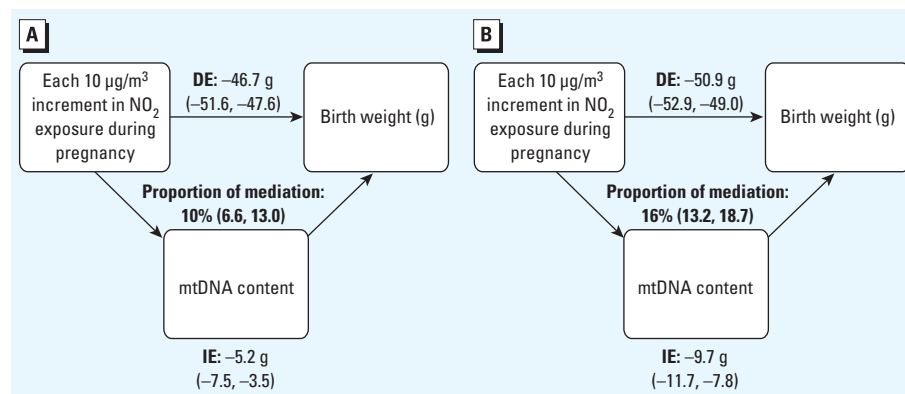 A
Each 10 µg/m³
increment in NO₂
exposure during
pregnancy
DE: –46.7 g
(–51.6, –47.6)
Birth weight (g)
Proportion of mediation:
10% (6.6, 13.0)
mtDNA content
IE: –5.2 g
(–7.5, –3.5)
B
Each 10 µg/m³
increment in NO₂
exposure during
pregnancy
DE: –50.9 g
(–52.9, –49.0)
Birth weight (g)
Proportion of mediation:
16% (13.2, 18.7)
mtDNA content
IE: –9.7 g
(–11.7, –7.8)